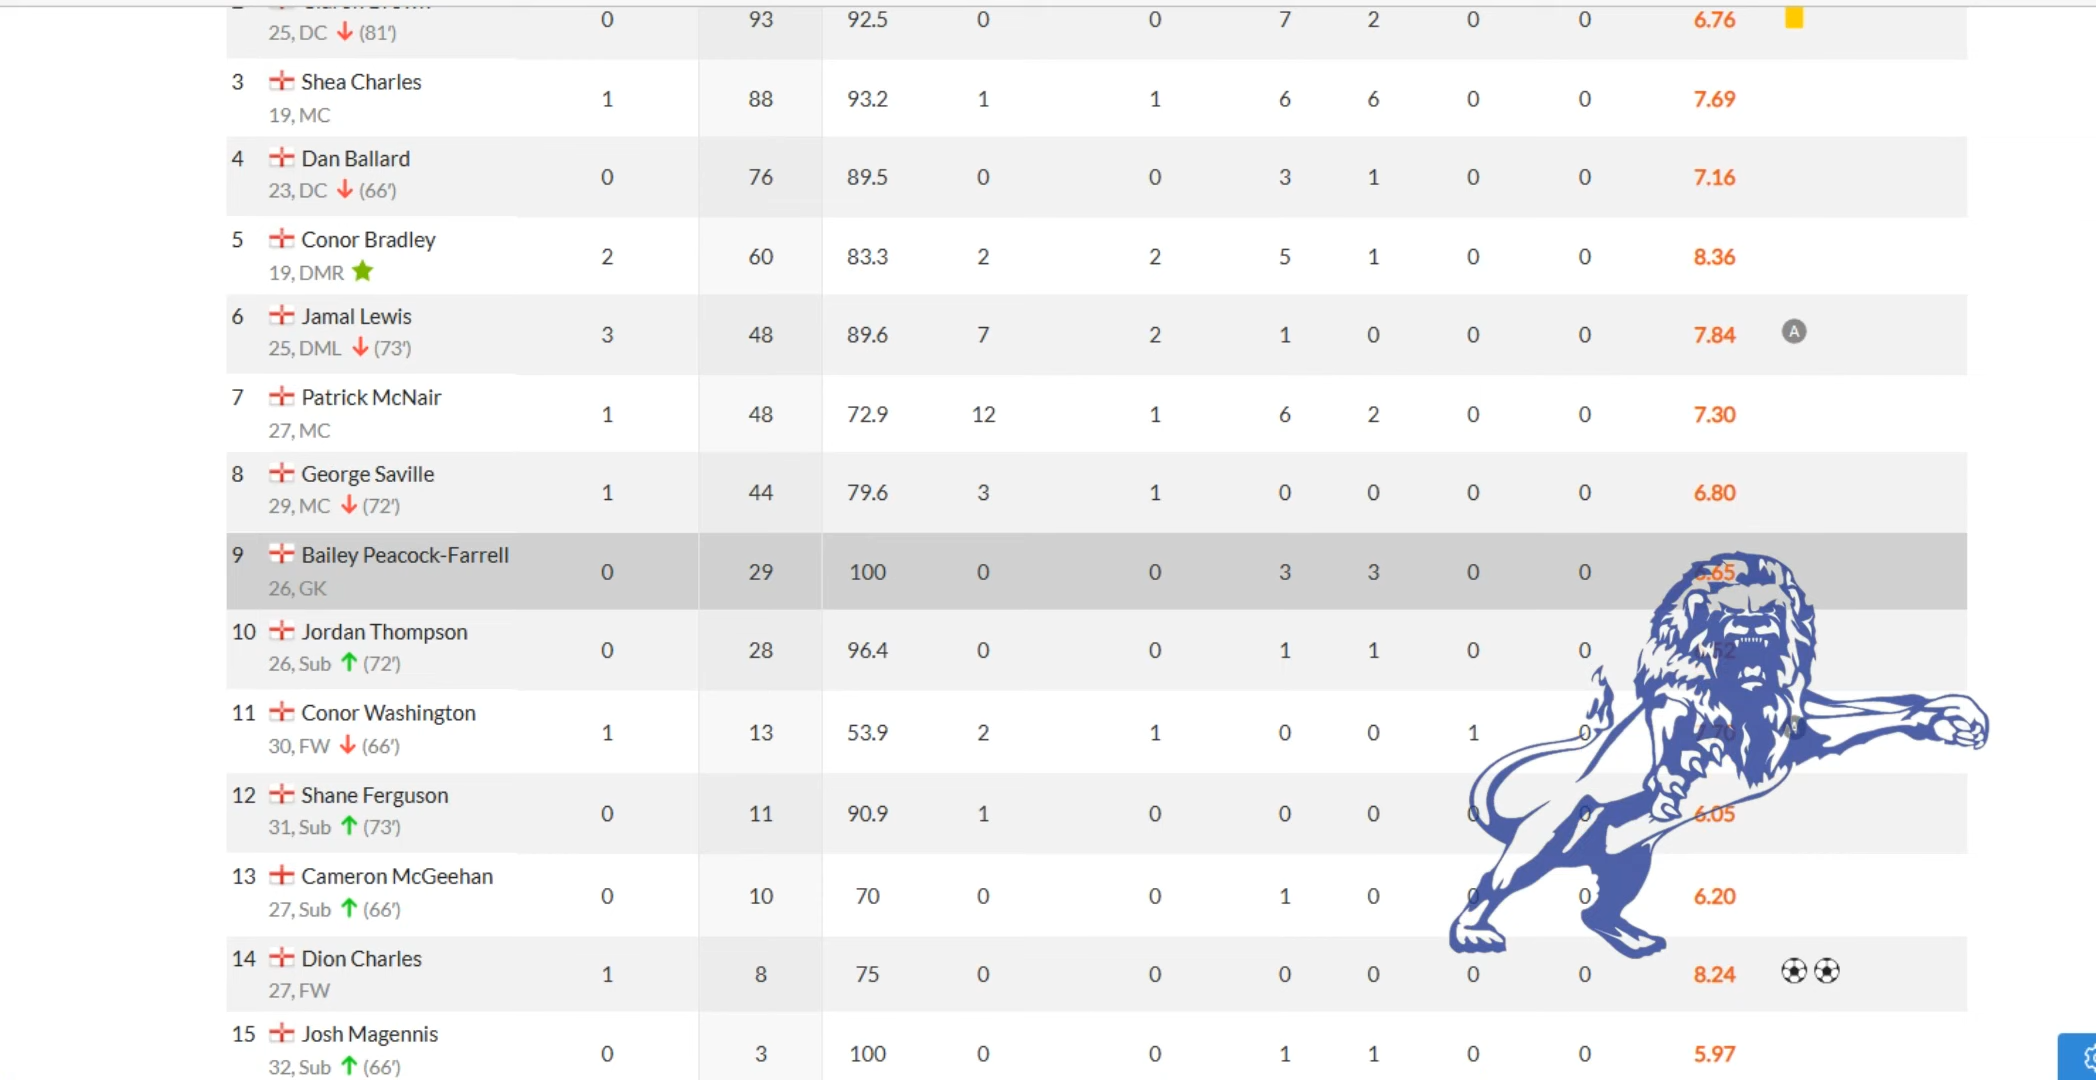 25, DC (81')
0 93 92.5 0 0 7 2 0 0 6.76
3 Shea Charles
19, MC
1 88 93.2 1 1 6 6 0 0 7.69
4 Dan Ballard
23, DC (66')
0 76 89.5 0 0 3 1 0 0 7.16
5 Conor Bradley
19, DMR
2 60 83.3 2 2 5 1 0 0 8.36
6 Jamal Lewis
25, DML (73')
3 48 89.6 7 2 1 0 0 0 7.84 A
7 Patrick McNair
27, MC
1 48 72.9 12 1 6 2 0 0 7.30
8 George Saville
29, MC (72')
1 44 79.6 3 1 0 0 0 0 6.80
9 Bailey Peacock-Farrell
26, GK
0 29 100 0 0 3 3 0 0
10 Jordan Thompson
26, Sub (72')
0 28 96.4 0 0 1 1 0 0
11 Conor Washington
30, FW (66')
1 13 53.9 2 1 0 0 1 0 7.70
12 Shane Ferguson
31, Sub (73')
0 11 90.9 1 0 0 0 0 0 6.05
13 Cameron McGeehan
27, Sub (66')
0 10 70 0 0 1 0 0 0 6.20
14 Dion Charles
27, FW
1 8 75 0 0 0 0 0 0 8.24
15 Josh Magennis
32, Sub (66')
0 3 100 0 0 1 1 0 0 5.97